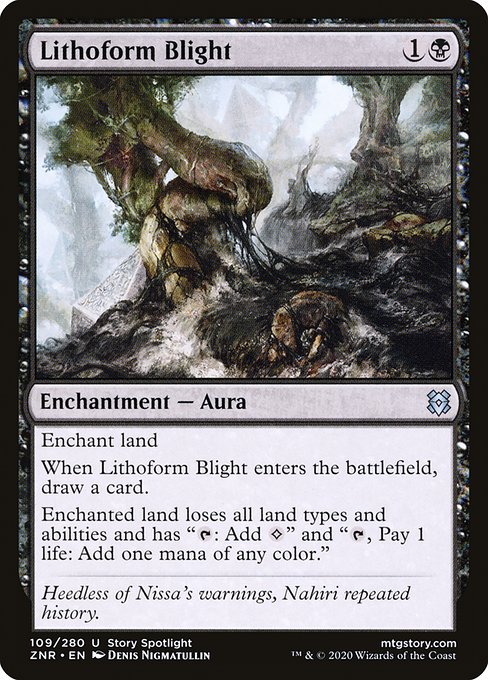 Lithoform Blight 1
Enchantment — Aura
Enchant land
When Lithoform Blight enters the battlefield,
draw a card.
Enchanted land loses all land types and
abilities and has “: Add ” and “, Pay 1
life: Add one mana of any color.”
Heedless of Nissa’s warnings, Nahiri repeated
history.
109/280 U Story Spotlight mtgstory.com
ZNR • EN Denis Nigmatullin ™ & © 2020 Wizards of the Coast